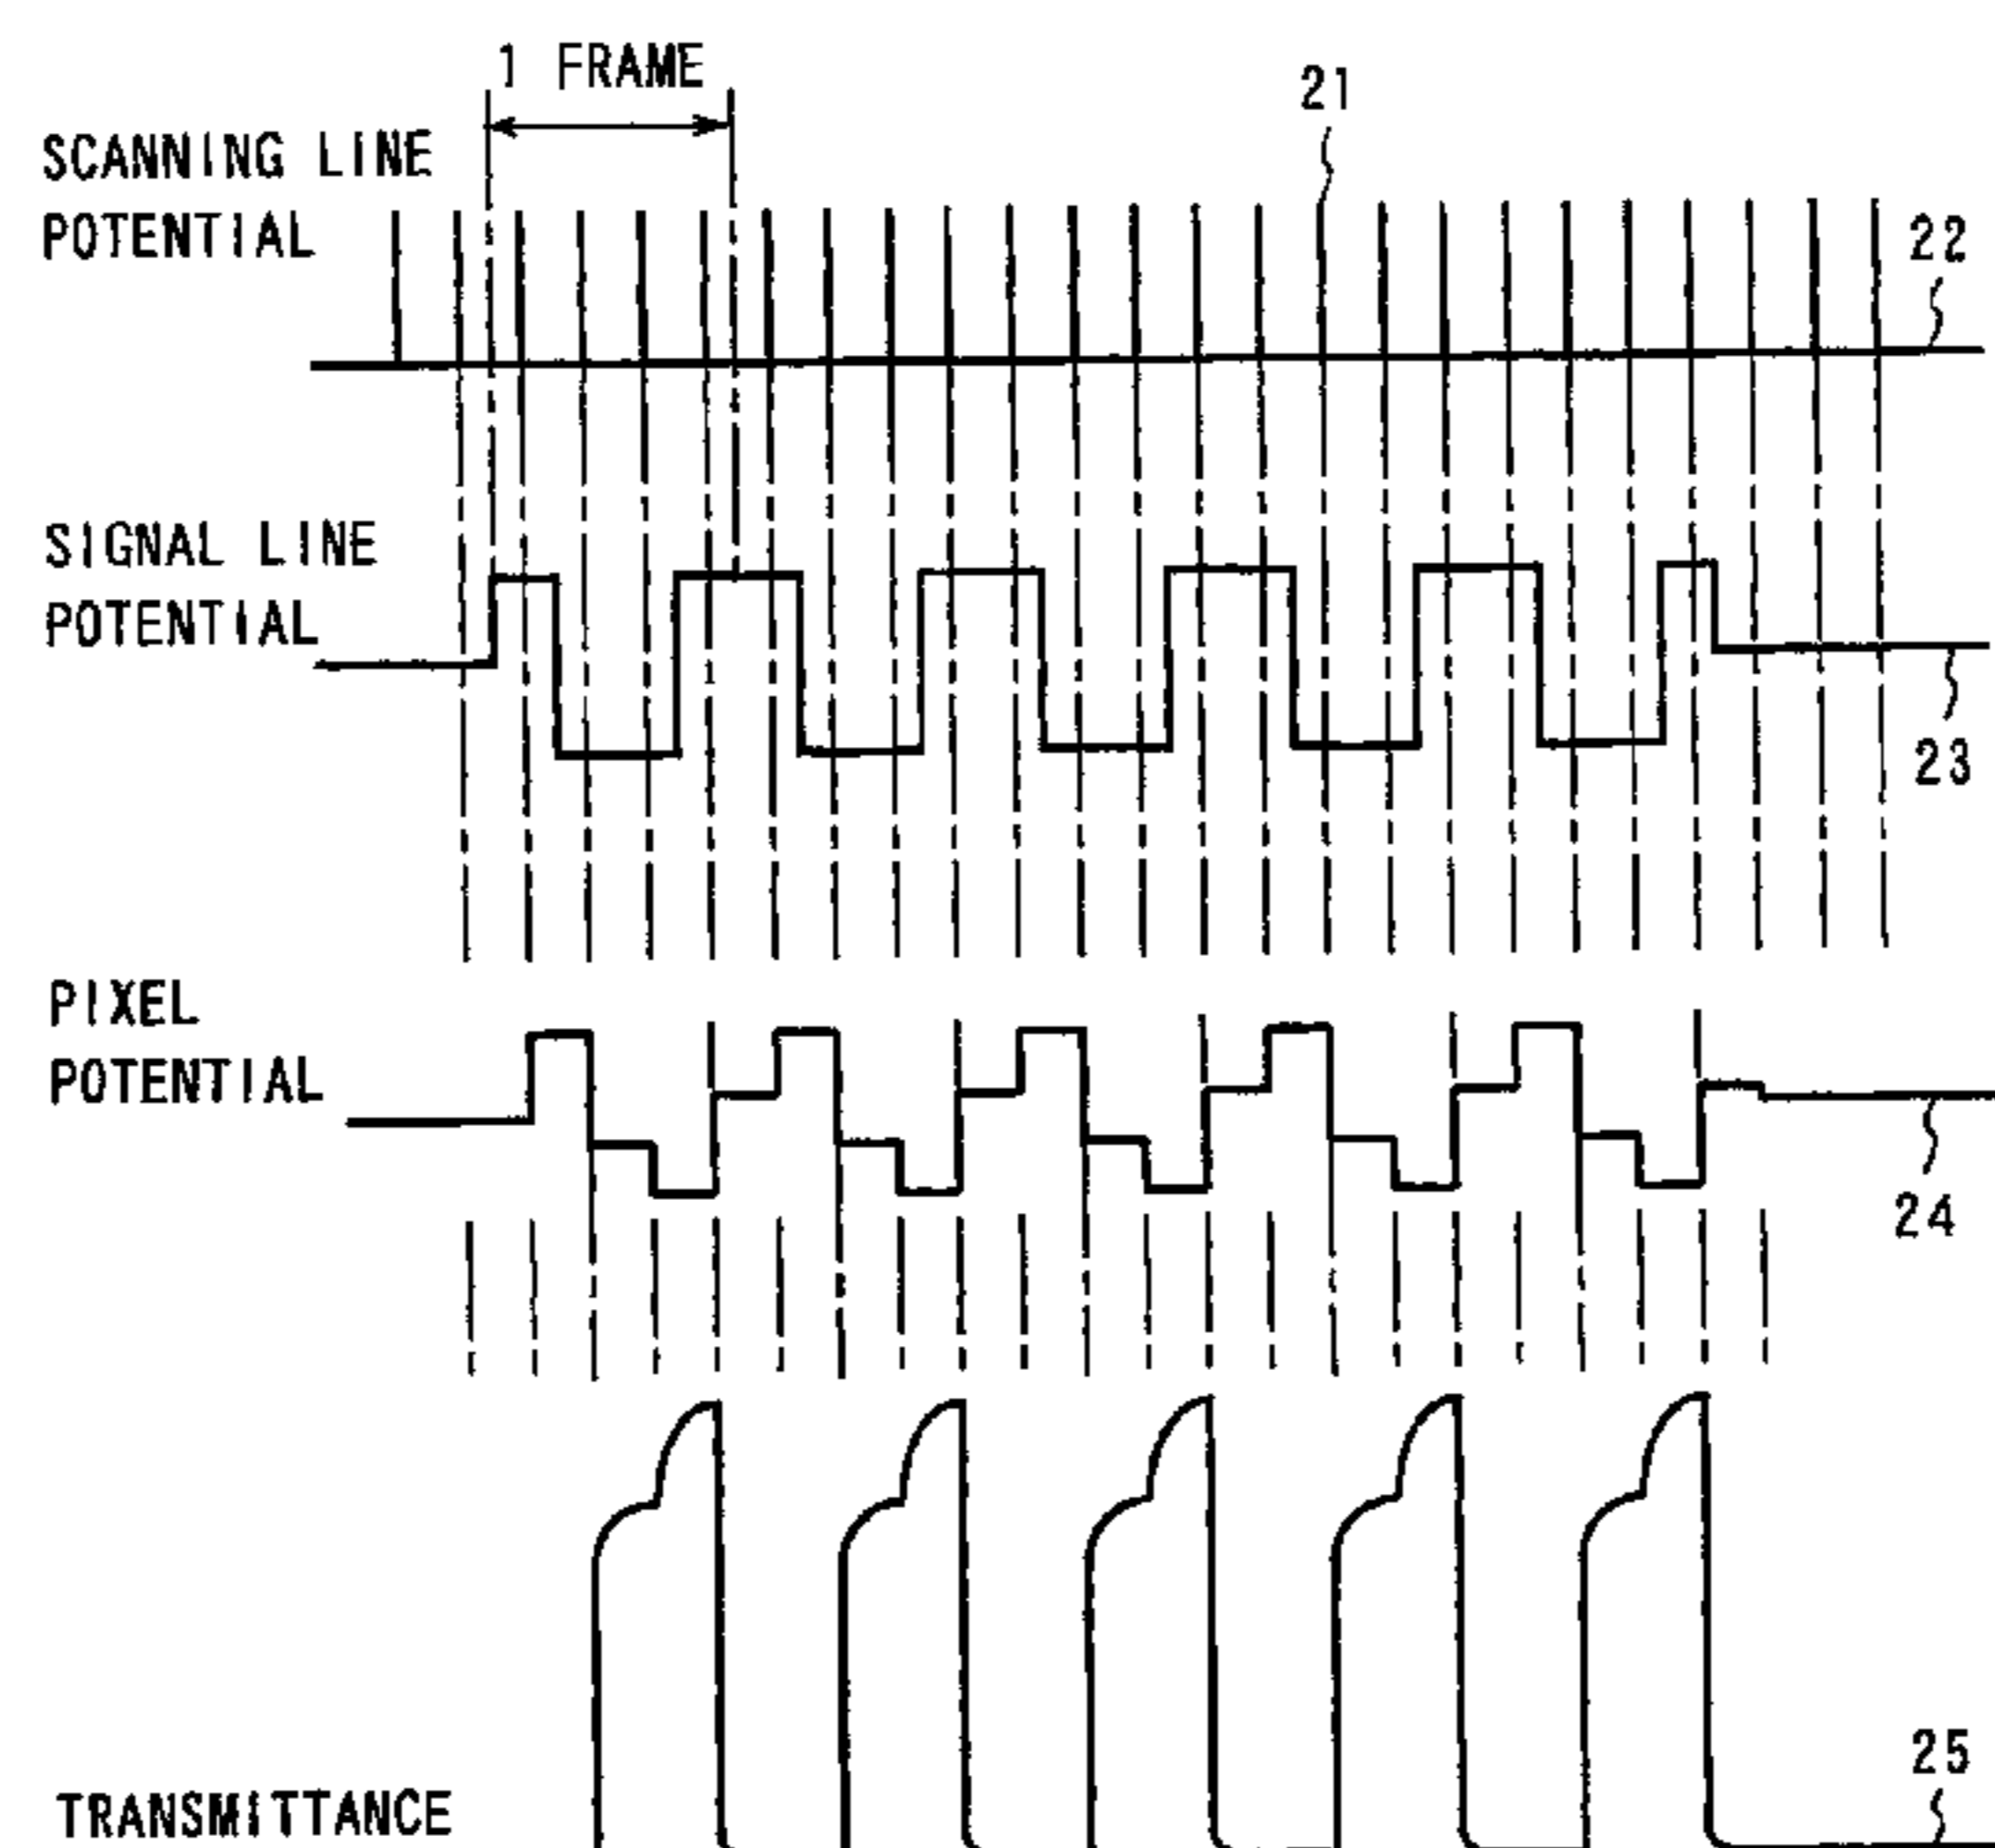 1 FRAME
21
SCANNING LINE
POTENTIAL
22
SIGNAL LINE
POTENTIAL
23
PIXEL
POTENTIAL
24
25
TRANSMITTANCE